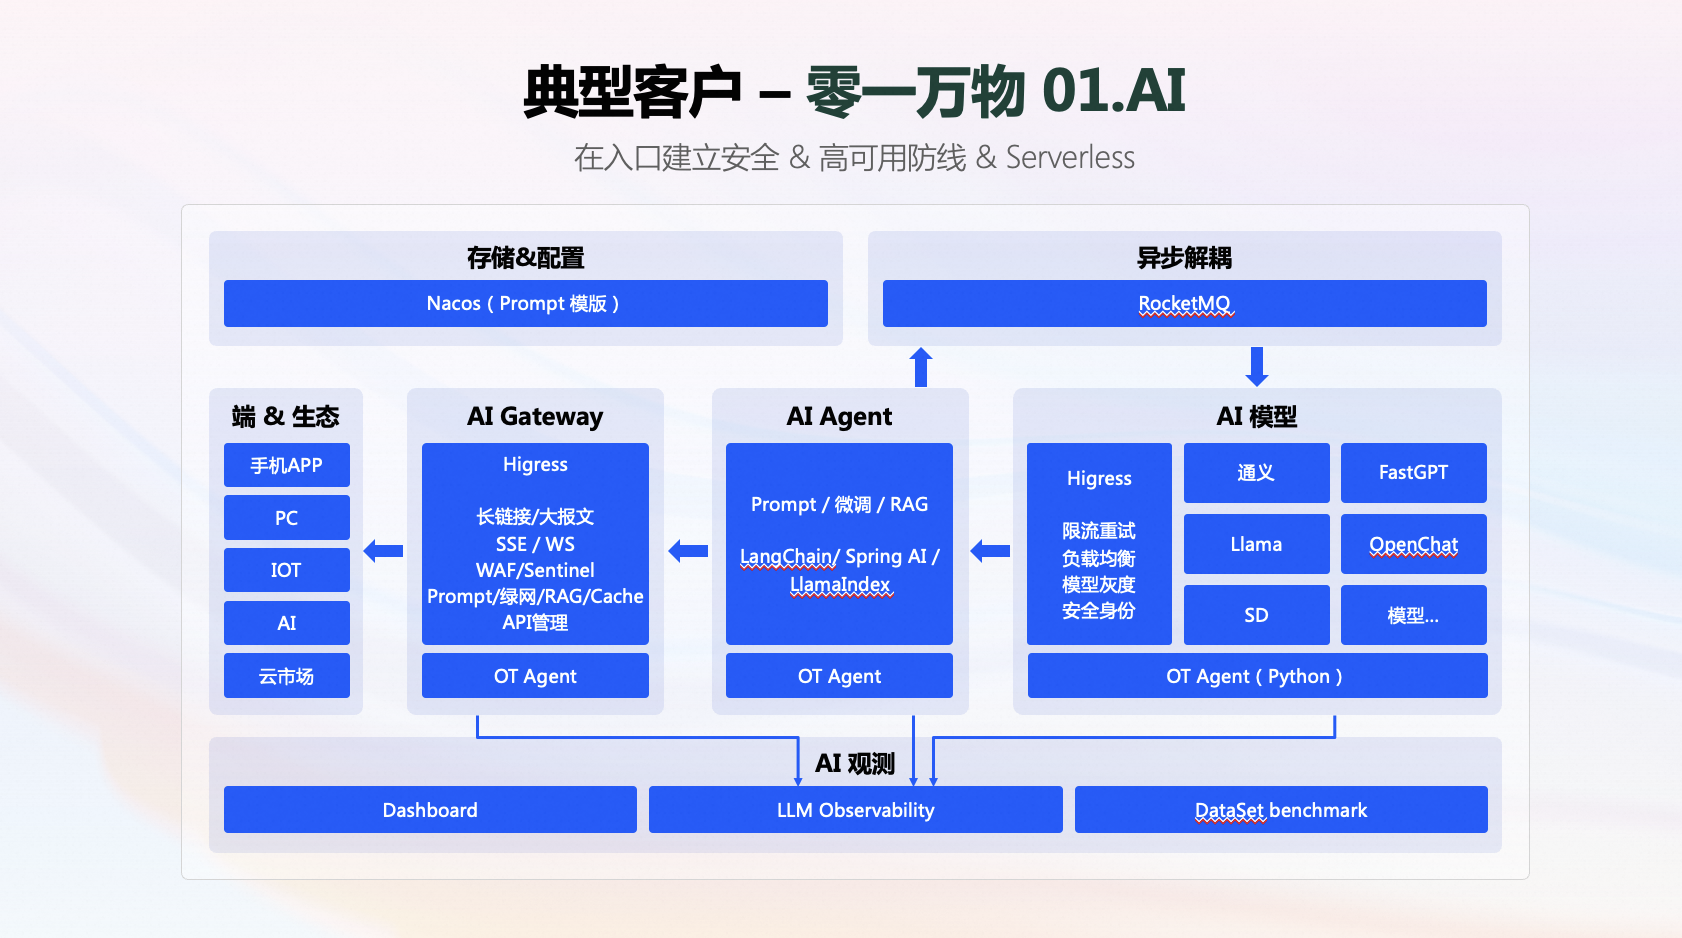 典型客户 – 零一万物 01.AI
在入口建立安全 & 高可用防线 & Serverless
存储&配置
Nacos（Prompt 模版）
异步解耦
RocketMQ
端 & 生态
手机APP
PC
IOT
AI
云市场
AI Gateway
Higress
长链接/大报文
SSE / WS
WAF/Sentinel
Prompt/绿网/RAG/Cache
API管理
OT Agent
AI Agent
Prompt / 微调 / RAG
LangChain/ Spring AI /
LlamaIndex
OT Agent
AI 模型
Higress
限流重试
负载均衡
模型灰度
安全身份
通义
FastGPT
Llama
OpenChat
SD
模型...
OT Agent（Python）
AI 观测
Dashboard
LLM Observability
DataSet benchmark